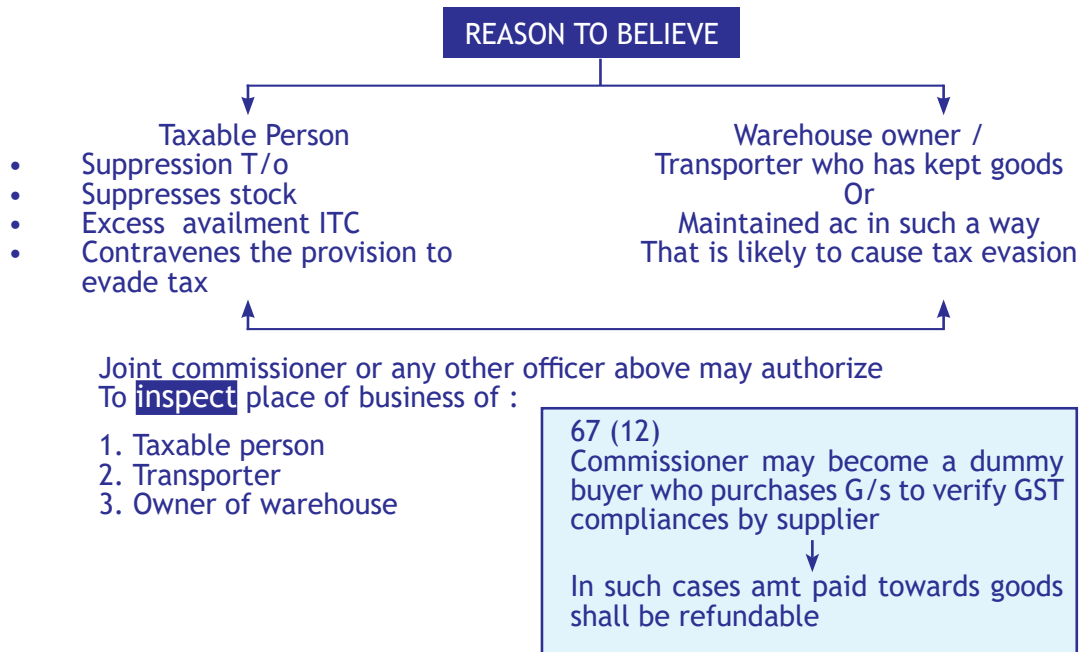 REASON TO BELIEVE
Taxable Person
• Suppression T/o
• Suppresses stock
• Excess availment ITC
• Contravenes the provision to
evade tax
Warehouse owner /
Transporter who has kept goods
Or
Maintained ac in such a way
That is likely to cause tax evasion
Joint commissioner or any other officer above may authorize
To inspect place of business of :
1. Taxable person
2. Transporter
3. Owner of warehouse
67 (12)
Commissioner may become a dummy
buyer who purchases G/s to verify GST
compliances by supplier
In such cases amt paid towards goods
shall be refundable